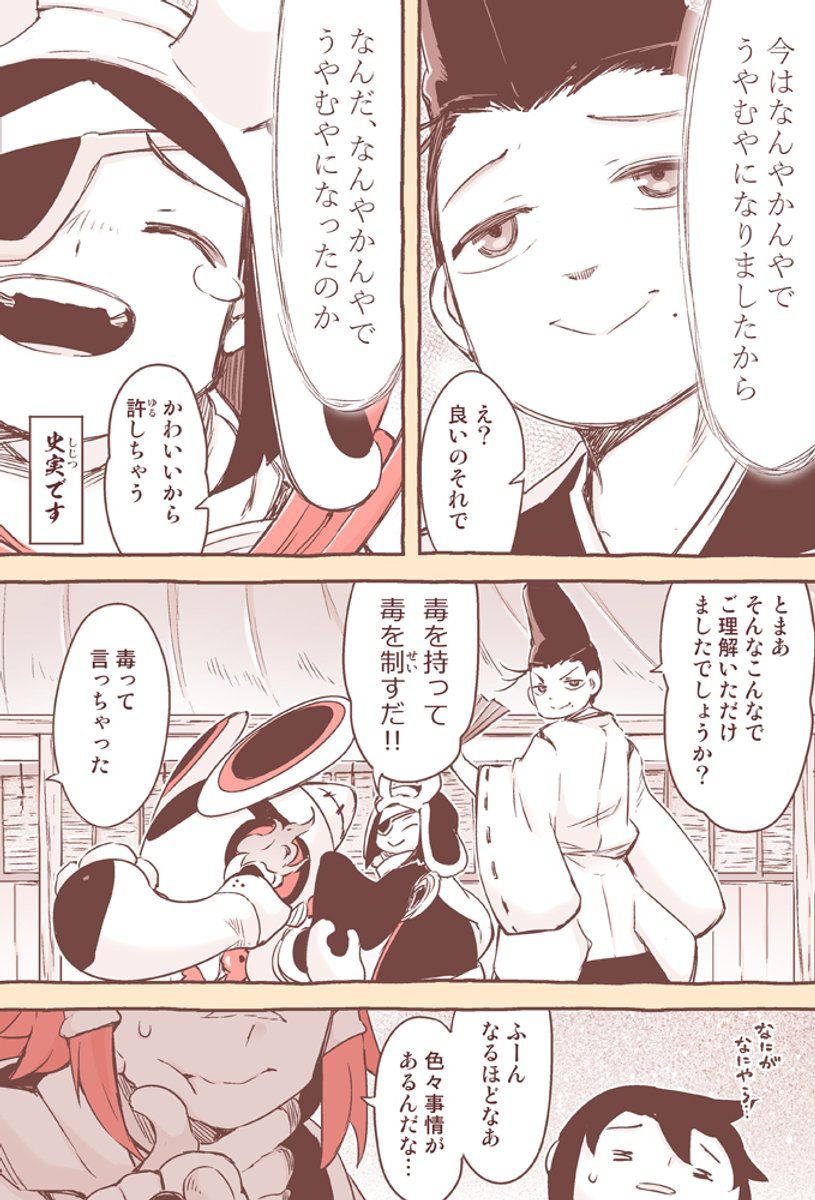 今はなんやかんやで
うやむやになりましたから
え?
良いのそれで
なんだ、なんやかんやで
うやむやになったのか
かわいいから
許しちゃう
ゆる
史実です
しじつ
とまあ
そんなこんなで
ご理解いただけ
ましたでしょうか?
毒を持って
毒を制すだ!!
せい
毒って
言っちゃった
なにが
なにやら…
ふーん
なるほどなあ
色々事情が
あるんだな…